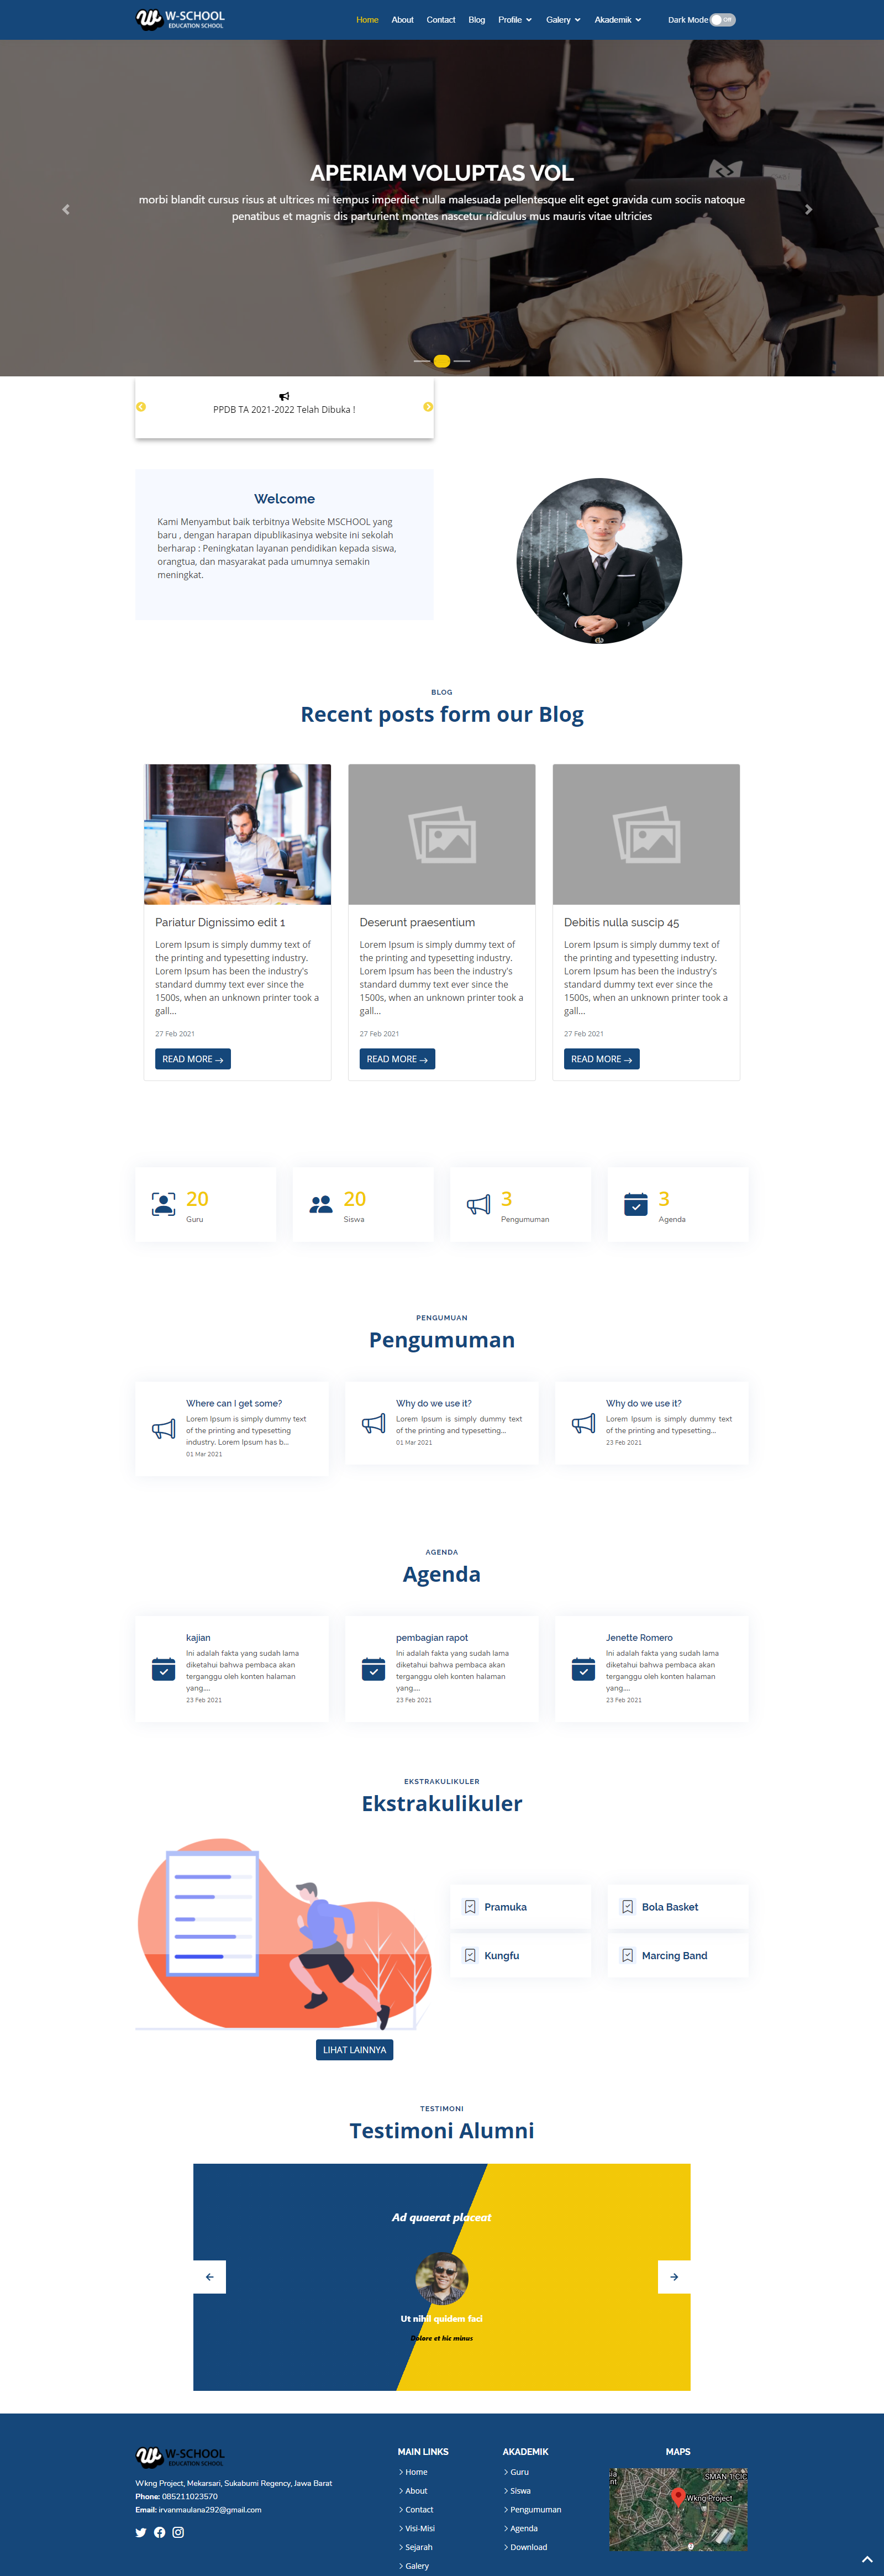 W-SCHOOL
EDUCATION SCHOOL
Home About Contact Blog Profile Galery Akademik Dark Mode Off
APERIAM VOLUPTAS VOL
morbi blandit cursus risus at ultrices mi tempus imperdiet nulla malesuada pellentesque elit eget gravida cum sociis natoque
penatibus et magnis dis parturient montes nascetur ridiculus mus mauris vitae ultricies
PPDB TA 2021-2022 Telah Dibuka !
Welcome
Kami Menyambut baik terbitnya Website MSCHOOL yang
baru , dengan harapan dipublikasinya website ini sekolah
berharap : Peningkatan layanan pendidikan kepada siswa,
orangtua, dan masyarakat pada umumnya semakin
meningkat.
BLOG
Recent posts form our Blog
Pariatur Dignissimo edit 1
Lorem Ipsum is simply dummy text of
the printing and typesetting industry.
Lorem Ipsum has been the industry's
standard dummy text ever since the
1500s, when an unknown printer took a
gall...
27 Feb 2021
READ MORE
Deserunt praesentium
Lorem Ipsum is simply dummy text of
the printing and typesetting industry.
Lorem Ipsum has been the industry's
standard dummy text ever since the
1500s, when an unknown printer took a
gall...
27 Feb 2021
READ MORE
Debitis nulla suscip 45
Lorem Ipsum is simply dummy text of
the printing and typesetting industry.
Lorem Ipsum has been the industry's
standard dummy text ever since the
1500s, when an unknown printer took a
gall...
27 Feb 2021
READ MORE
20
Guru
20
Siswa
3
Pengumuman
3
Agenda
PENGUMUAN
Pengumuman
Where can I get some?
Lorem Ipsum is simply dummy text
of the printing and typesetting
industry. Lorem Ipsum has b...
01 Mar 2021
Why do we use it?
Lorem Ipsum is simply dummy text
of the printing and typesetting...
01 Mar 2021
Why do we use it?
Lorem Ipsum is simply dummy text
of the printing and typesetting...
23 Feb 2021
AGENDA
Agenda
kajian
Ini adalah fakta yang sudah lama
diketahui bahwa pembaca akan
terganggu oleh konten halaman
yang....
23 Feb 2021
pembagian rapot
Ini adalah fakta yang sudah lama
diketahui bahwa pembaca akan
terganggu oleh konten halaman
yang....
23 Feb 2021
Jenette Romero
Ini adalah fakta yang sudah lama
diketahui bahwa pembaca akan
terganggu oleh konten halaman
yang....
23 Feb 2021
EKSTRAKULIKULER
Ekstrakulikuler
Pramuka
Bola Basket
Kungfu
Marcing Band
LIHAT LAINNYA
TESTIMONI
Testimoni Alumni
Ad quaerat placeat
Ut nihil quidem faci
Dolore et hic minus
W-SCHOOL
EDUCATION SCHOOL
Wkng Project, Mekarsari, Sukabumi Regency, Jawa Barat
Phone: 085211023570
Email: irvanmaulana292@gmail.com
MAIN LINKS
Home
About
Contact
Visi-Misi
Sejarah
Galery
AKADEMIK
Guru
Siswa
Pengumuman
Agenda
Download
MAPS
SMAN 1 CIC
Wkng Project